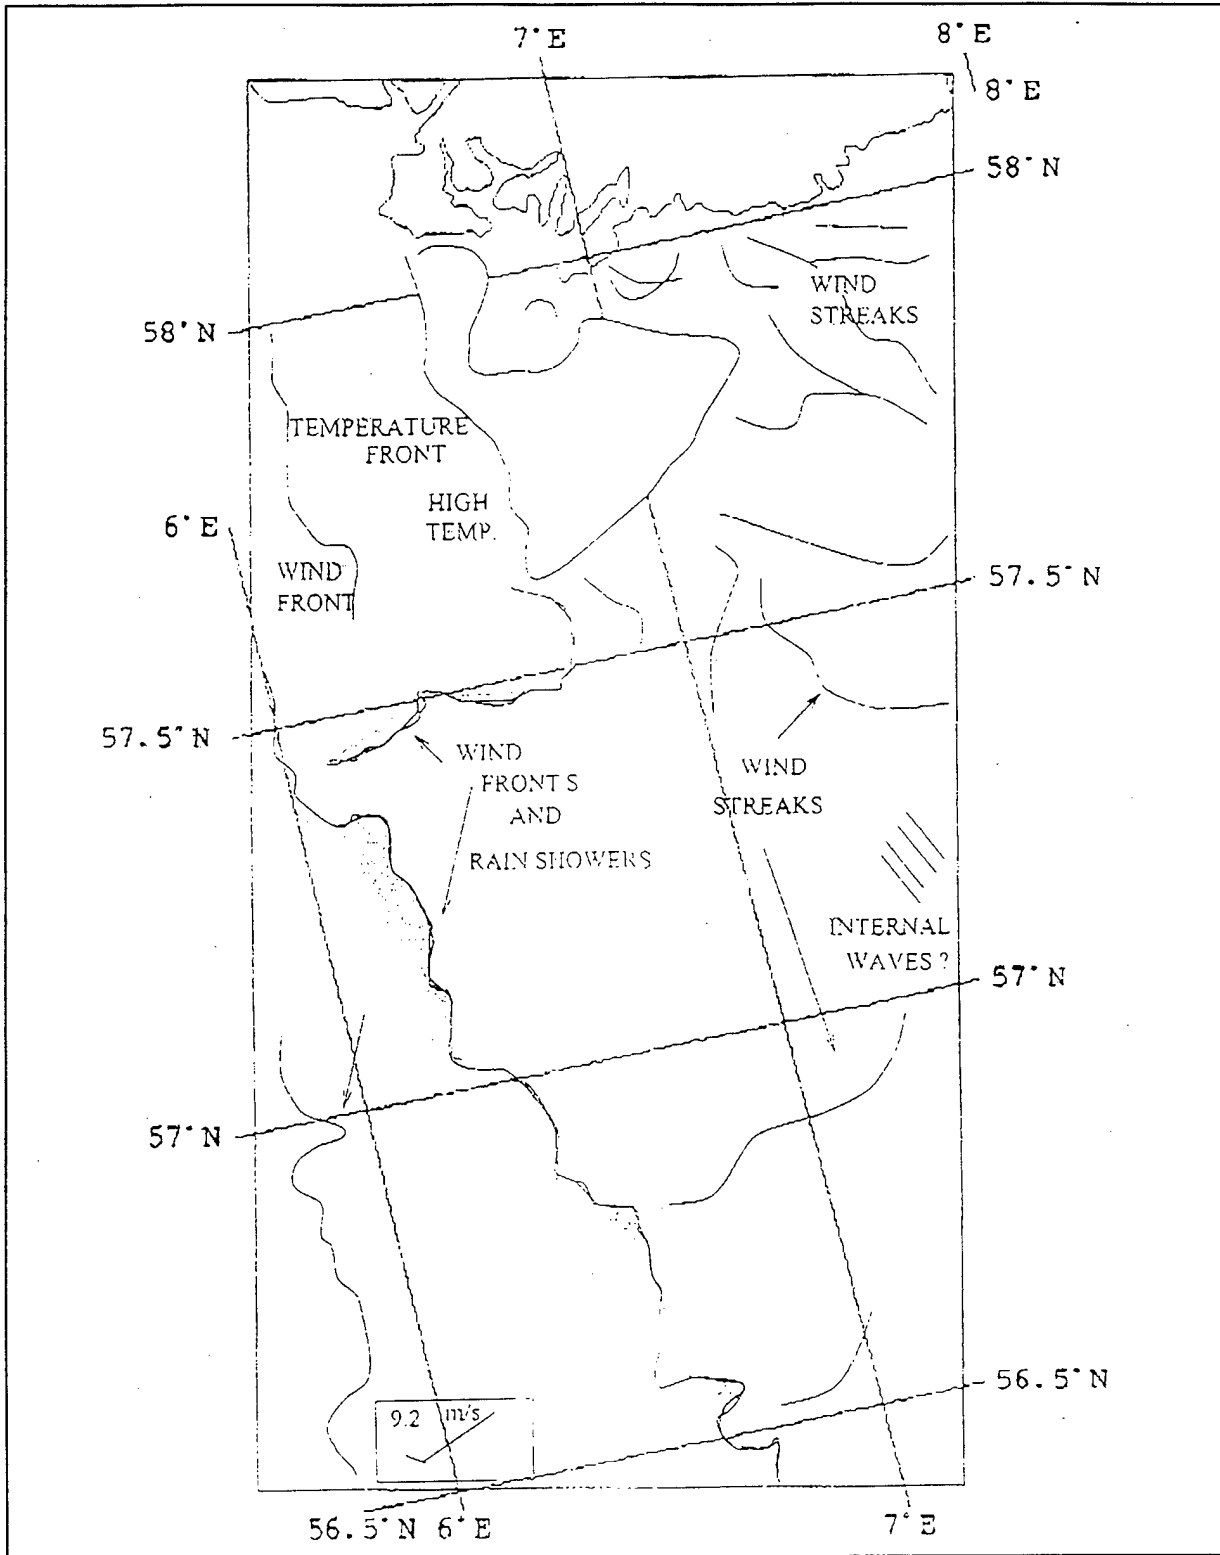 7°E
8°E
8°E
58°N
WIND
STREAKS
58°N
TEMPERATURE
FRONT
HIGH
TEMP.
6°E
WIND
FRONT
57.5°N
57.5°N
WIND
FRONTS
AND
RAIN SHOWERS
WIND
STREAKS
INTERNAL
WAVES?
57°N
57°N
56.5°N
9.2 m/s
56.5°N 6°E
7°E